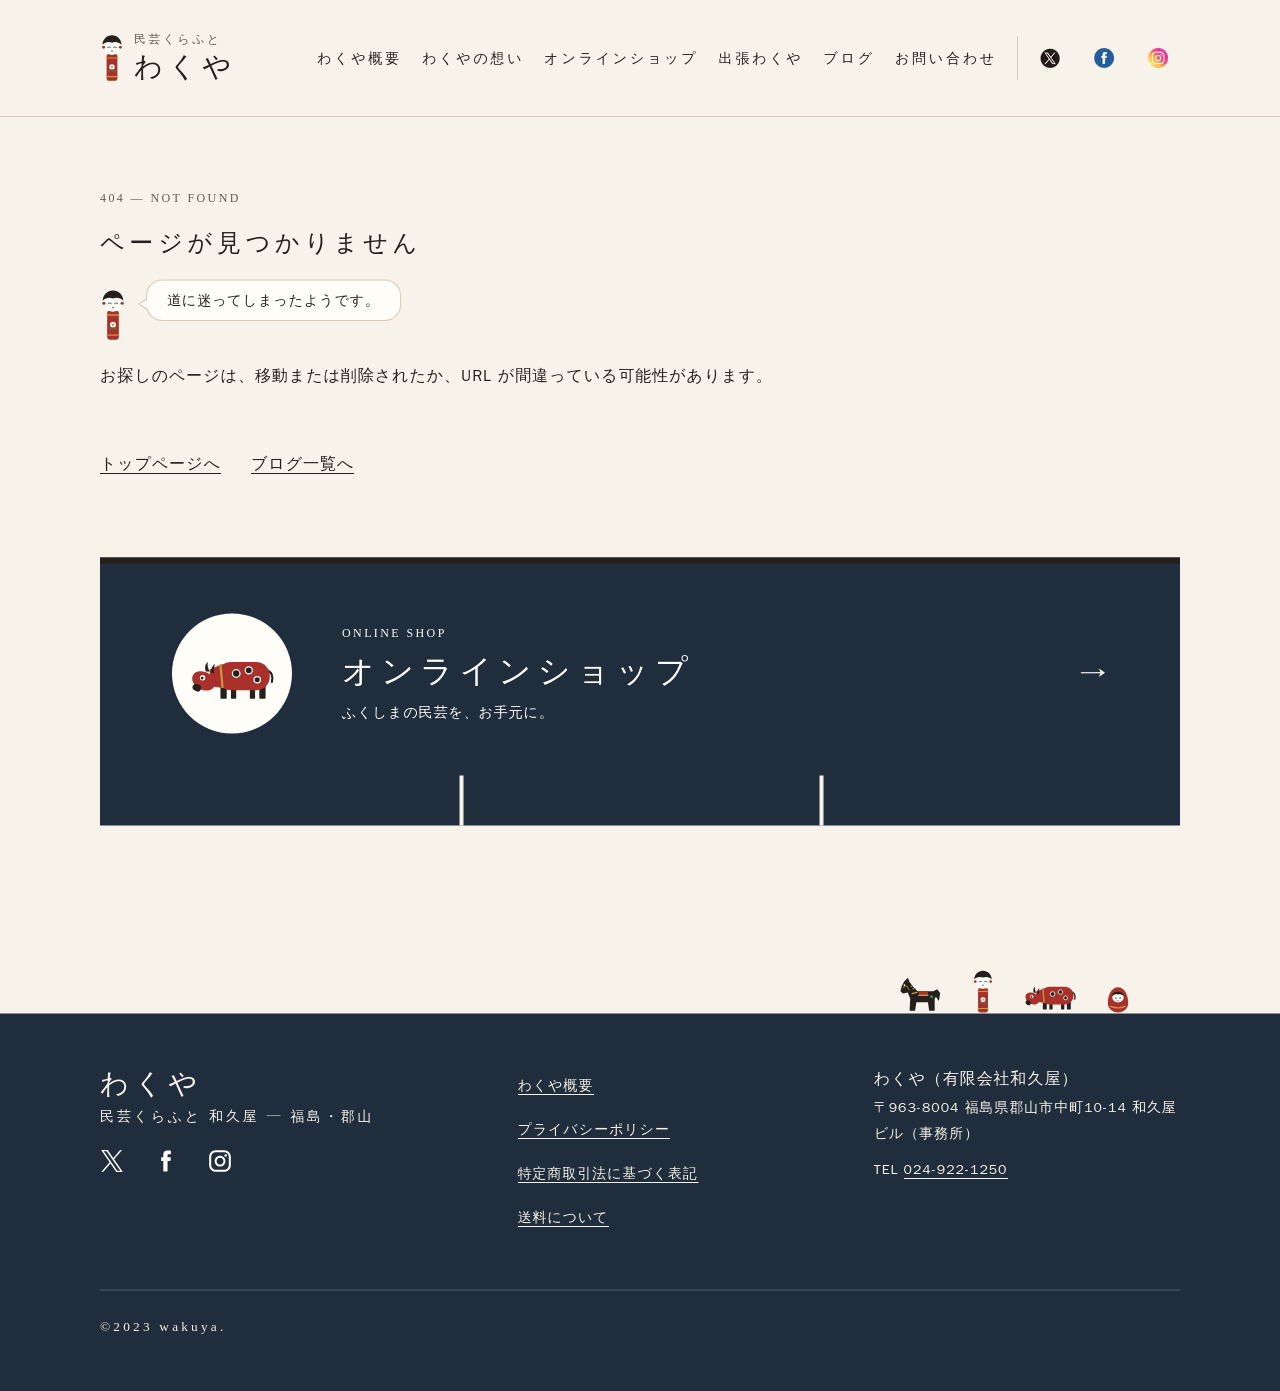 民芸くらふと
わくや
わくや概要 わくやの想い オンラインショップ 出張わくや ブログ お問い合わせ
404 — NOT FOUND
ページが見つかりません
道に迷ってしまったようです。
お探しのページは、移動または削除されたか、URL が間違っている可能性があります。
トップページへ ブログ一覧へ
ONLINE SHOP
オンラインショップ
→
ふくしまの民芸を、お手元に。
わくや
民芸くらふと 和久屋 — 福島・郡山
わくや概要
プライバシーポリシー
特定商取引法に基づく表記
送料について
わくや（有限会社和久屋）
〒963-8004 福島県郡山市中町10-14 和久屋
ビル（事務所）
TEL 024-922-1250
©2023 wakuya.